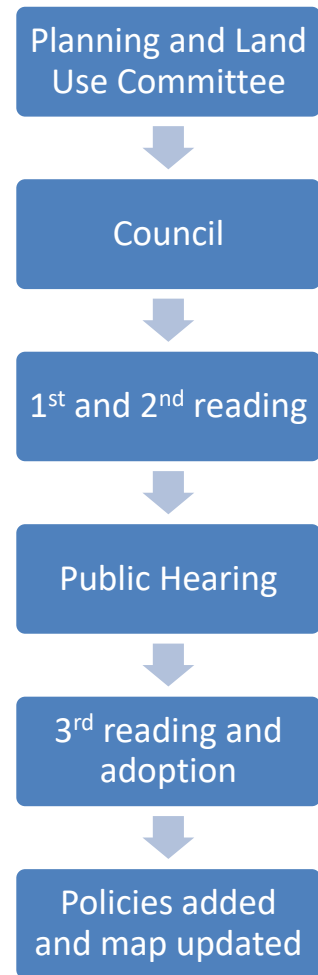 Planning and Land
Use Committee
Council
1st and 2nd reading
Public Hearing
3rd reading and
adoption
Policies added
and map updated